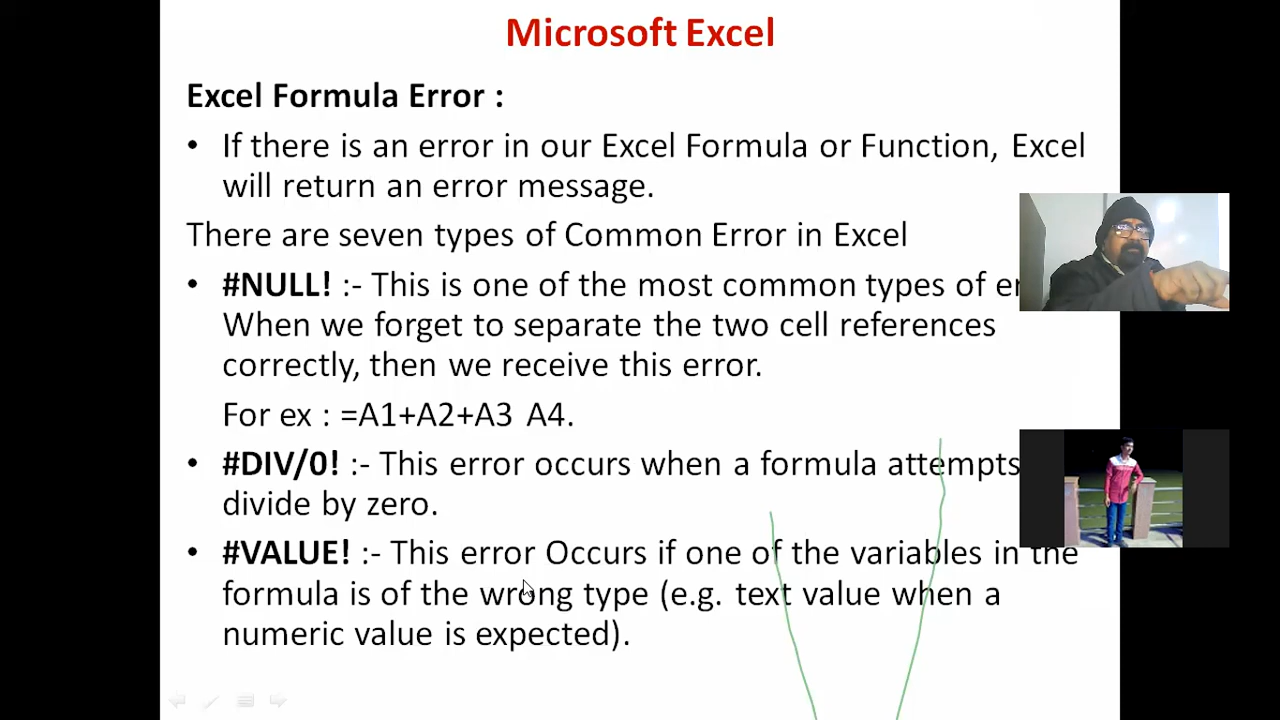 Microsoft Excel
Excel Formula Error :
• If there is an error in our Excel Formula or Function, Excel
will return an error message.
There are seven types of Common Error in Excel
• #NULL! :- This is one of the most common types of
When we forget to separate the two cell references
correctly, then we receive this error.
For ex : =A1+A2+A3 A4.
• #DIV/0! :- This error occurs when a formula attempts
divide by zero.
• #VALUE! :- This error Occurs if one of the variables in the
formula is of the wrong type (e.g. text value when a
numeric value is expected).